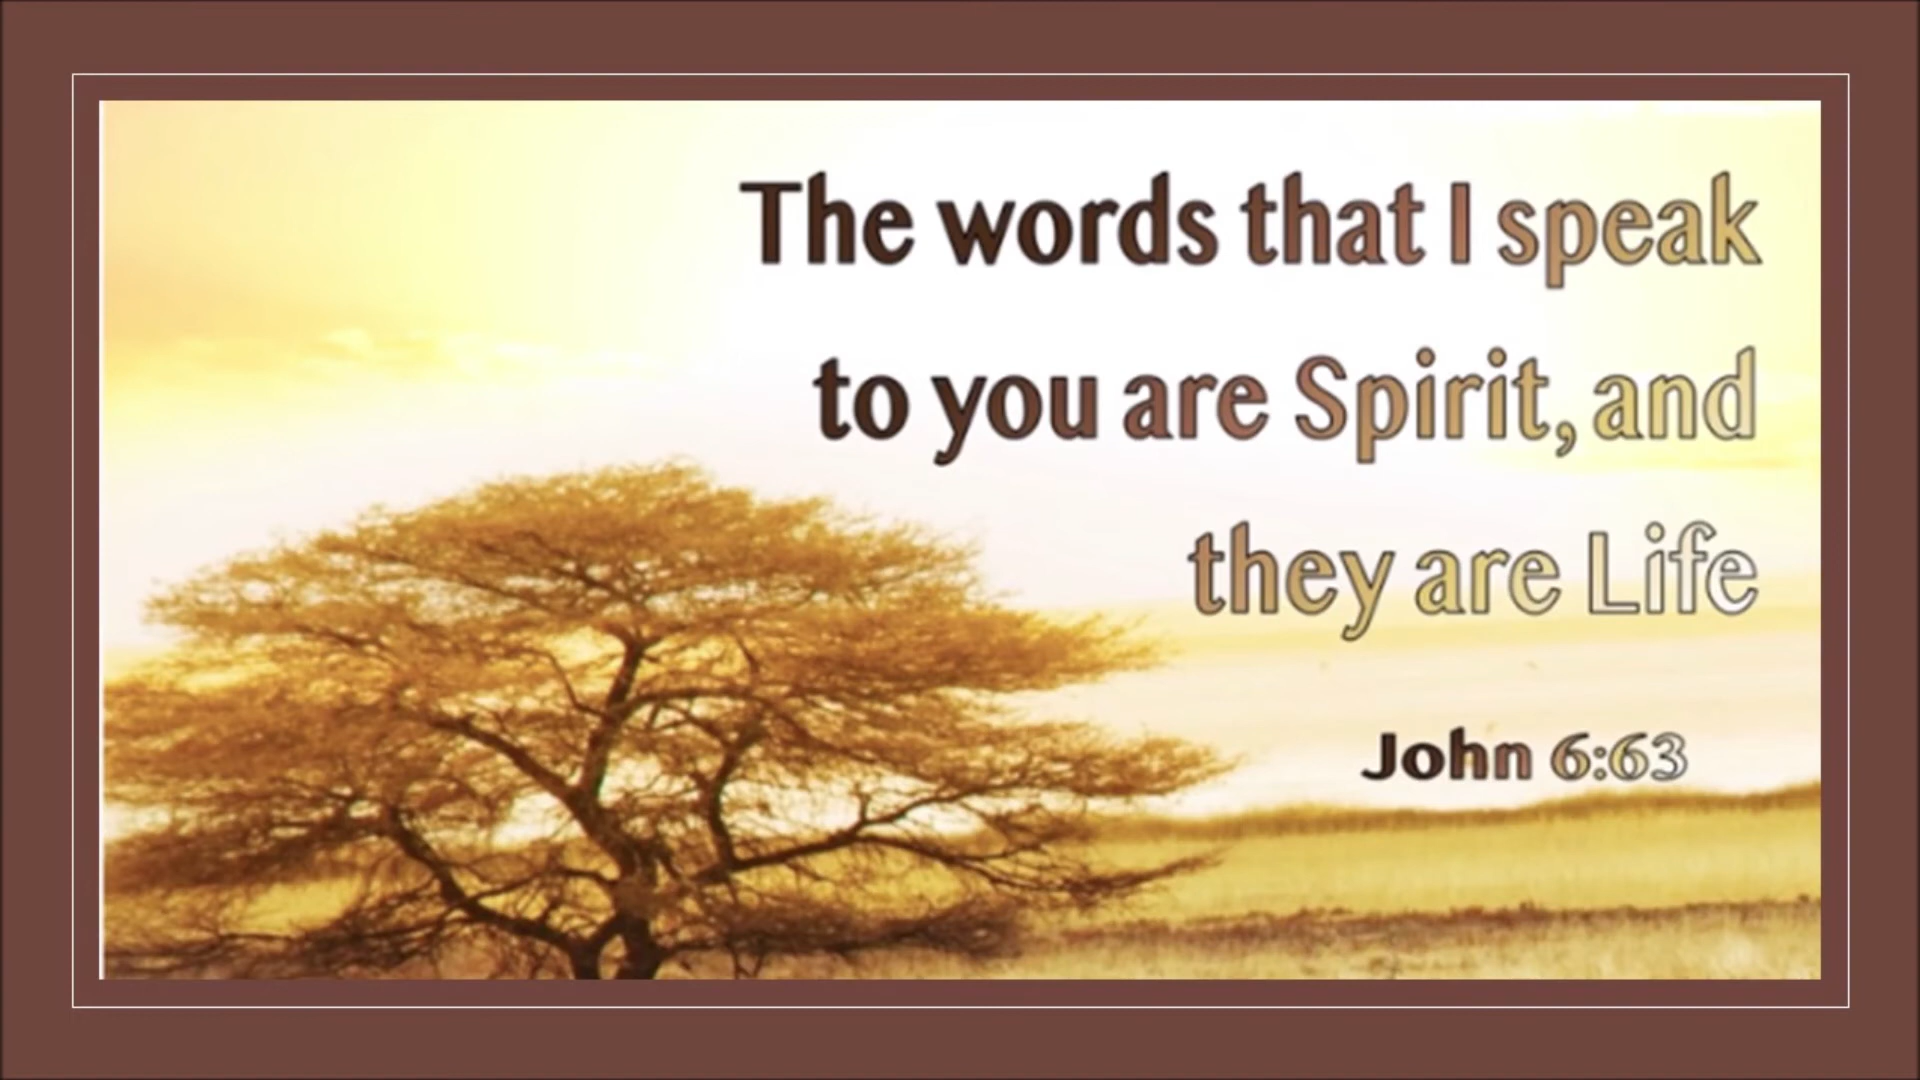 The words that I speak
to you are Spirit, and
they are Life
John 6:63